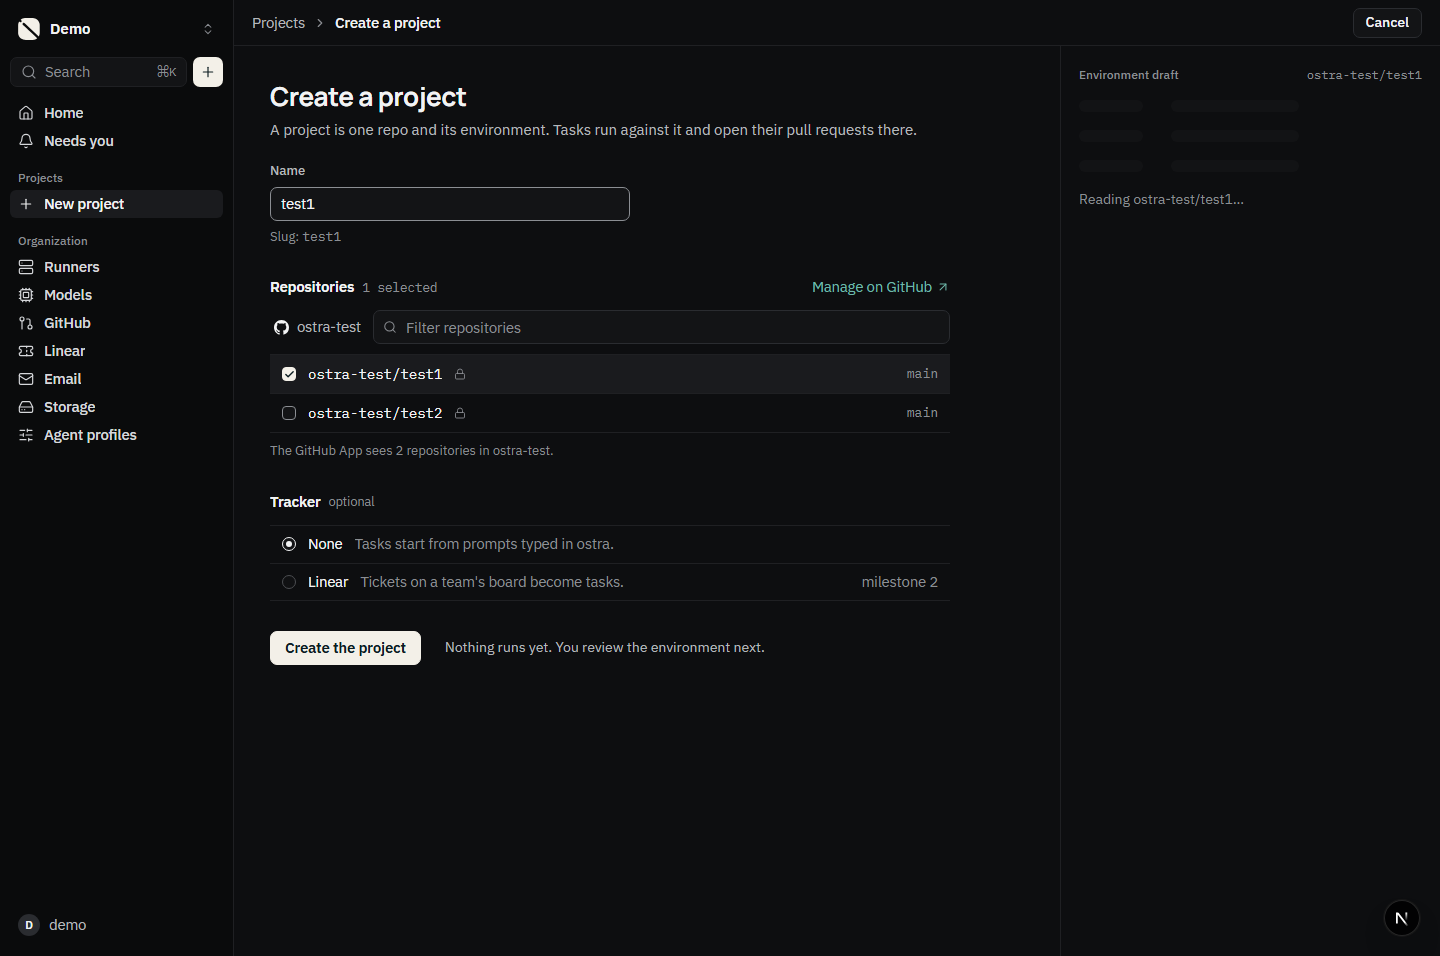 Demo
Search ⌘K
Home
Needs you
Projects
New project
Organization
Runners
Models
GitHub
Linear
Email
Storage
Agent profiles
D demo
Projects > Create a project
Cancel
Create a project
A project is one repo and its environment. Tasks run against it and open their pull requests there.
Name
test1
Slug: test1
Repositories 1 selected Manage on GitHub
ostra-test Filter repositories
ostra-test/test1 main
ostra-test/test2 main
The GitHub App sees 2 repositories in ostra-test.
Tracker optional
None Tasks start from prompts typed in ostra.
Linear Tickets on a team's board become tasks. milestone 2
Create the project Nothing runs yet. You review the environment next.
Environment draft ostra-test/test1
Reading ostra-test/test1...
N